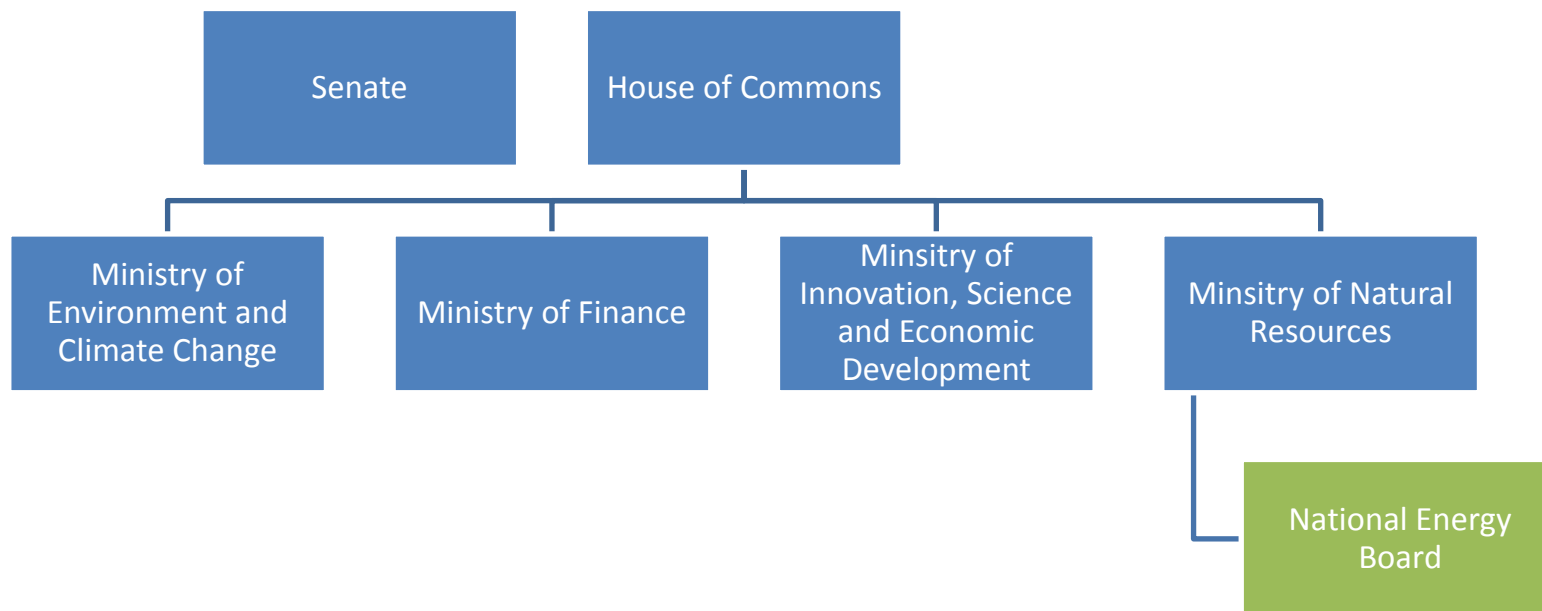 Senate
House of Commons
Ministry of
Environment and
Climate Change
Ministry of Finance
Minsitry of
Innovation, Science
and Economic
Development
Minsitry of Natural
Resources
National Energy
Board